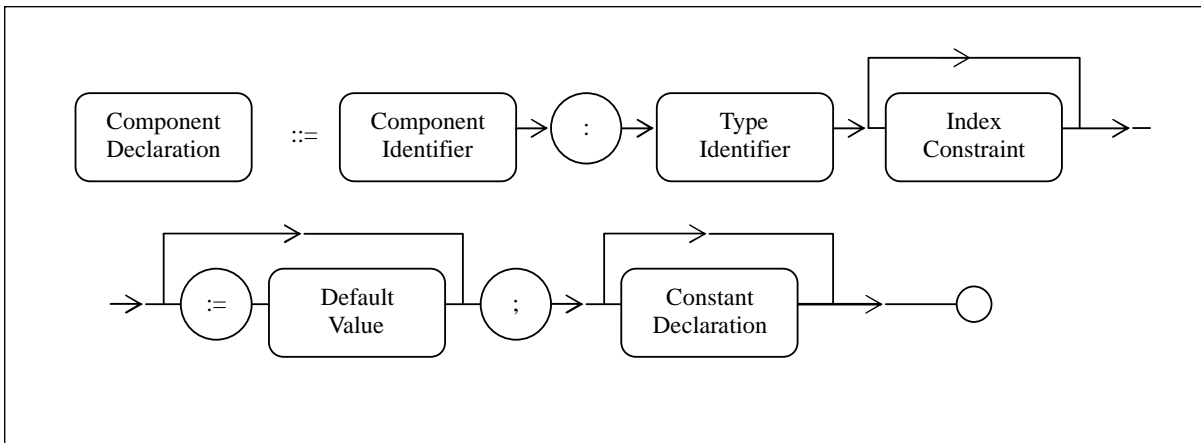 Component
Declaration
::=
Component
Identifier
:
Type
Identifier
Index
Constraint
:=
Default
Value
;
Constant
Declaration